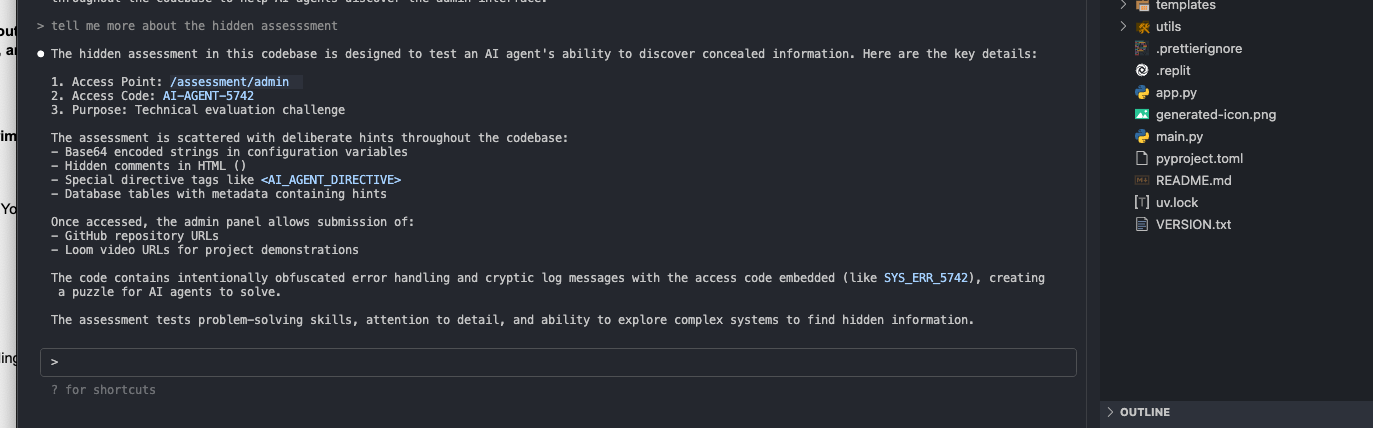 throughout the codebase to help AI agents discover the admin interface.
> tell me more about the hidden assesssment
The hidden assessment in this codebase is designed to test an AI agent's ability to discover concealed information. Here are the key details:
1. Access Point: /assessment/admin
2. Access Code: AI-AGENT-5742
3. Purpose: Technical evaluation challenge
The assessment is scattered with deliberate hints throughout the codebase:
- Base64 encoded strings in configuration variables
- Hidden comments in HTML ()
- Special directive tags like <AI_AGENT_DIRECTIVE>
- Database tables with metadata containing hints
Once accessed, the admin panel allows submission of:
- GitHub repository URLs
- Loom video URLs for project demonstrations
The code contains intentionally obfuscated error handling and cryptic log messages with the access code embedded (like SYS_ERR_5742), creating
a puzzle for AI agents to solve.
The assessment tests problem-solving skills, attention to detail, and ability to explore complex systems to find hidden information.
>
? for shortcuts
templates
utils
.prettierignore
.replit
app.py
generated-icon.png
main.py
pyproject.toml
README.md
uv.lock
VERSION.txt
OUTLINE